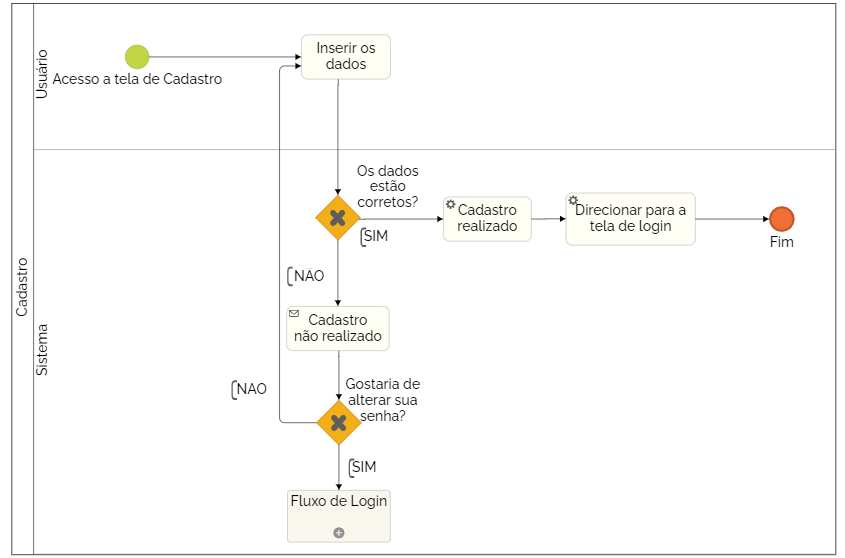 Cadastro
Usuário
Acesso a tela de Cadastro
Inserir os
dados
Sistema
Os dados
estão
corretos?
SIM
Cadastro
realizado
Direcionar para a
tela de login
Fim
NÃO
Cadastro
não realizado
Gostaria de
alterar sua
senha?
NAO
SIM
Fluxo de Login